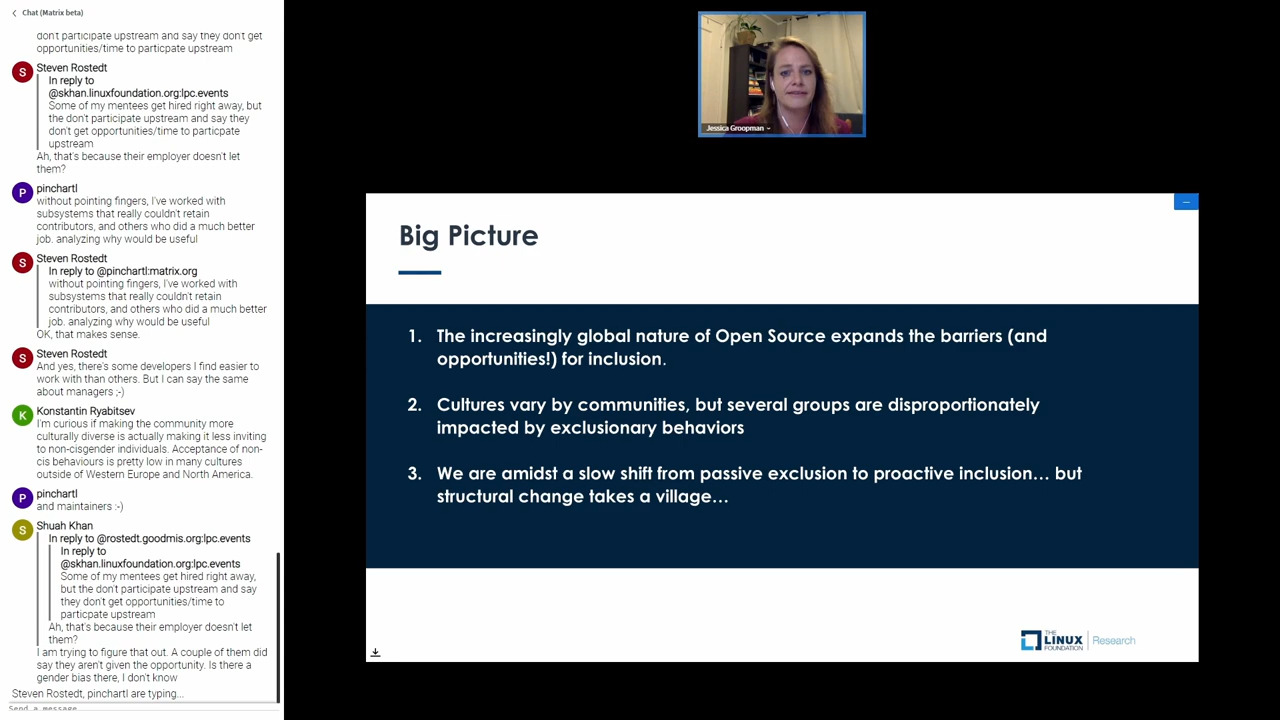 Chat (Matrix beta)
don't participate upstream and say they don't get
opportunities/time to particpate upstream
S
Steven Rostedt
In reply to
@skhan.linuxfoundation.org:lpc.events
Some of my mentees get hired right away, but
the don't participate upstream and say they
don't get opportunities/time to particpate
upstream
Ah, that's because their employer doesn't let
them?
P
pinchartl
without pointing fingers, I've worked with
subsystems that really couldn't retain
contributors, and others who did a much better
job. analyzing why would be useful
S
Steven Rostedt
In reply to @pinchartl:matrix.org
without pointing fingers, I've worked with
subsystems that really couldn't retain
contributors, and others who did a much better
job. analyzing why would be useful
OK, that makes sense.
S
Steven Rostedt
And yes, there's some developers I find easier to
work with than others. But I can say the same
about managers ;-)
K
Konstantin Ryabitsev
I'm curious if making the community more
culturally diverse is actually making it less inviting
to non-cisgender individuals. Acceptance of non-
cis behaviours is pretty low in many cultures
outside of Western Europe and North America.
P
pinchartl
and maintainers :-)
S
Shuah Khan
In reply to @rostedt.goodmis.org:lpc.events
In reply to
@skhan.linuxfoundation.org:lpc.events
Some of my mentees get hired right away,
but the don't participate upstream and say
they don't get opportunities/time to
particpate upstream
Ah, that's because their employer doesn't let
them?
I am trying to figure that out. A couple of them did
say they aren't given the opportunity. Is there a
gender bias there, I don't know
Steven Rostedt, pinchartl are typing...
Send a message
Jessica Groopman
Big Picture
1. The increasingly global nature of Open Source expands the barriers (and
opportunities!) for inclusion.
2. Cultures vary by communities, but several groups are disproportionately
impacted by exclusionary behaviors
3. We are amidst a slow shift from passive exclusion to proactive inclusion… but
structural change takes a village…
THE
LINUX
FOUNDATION
Research